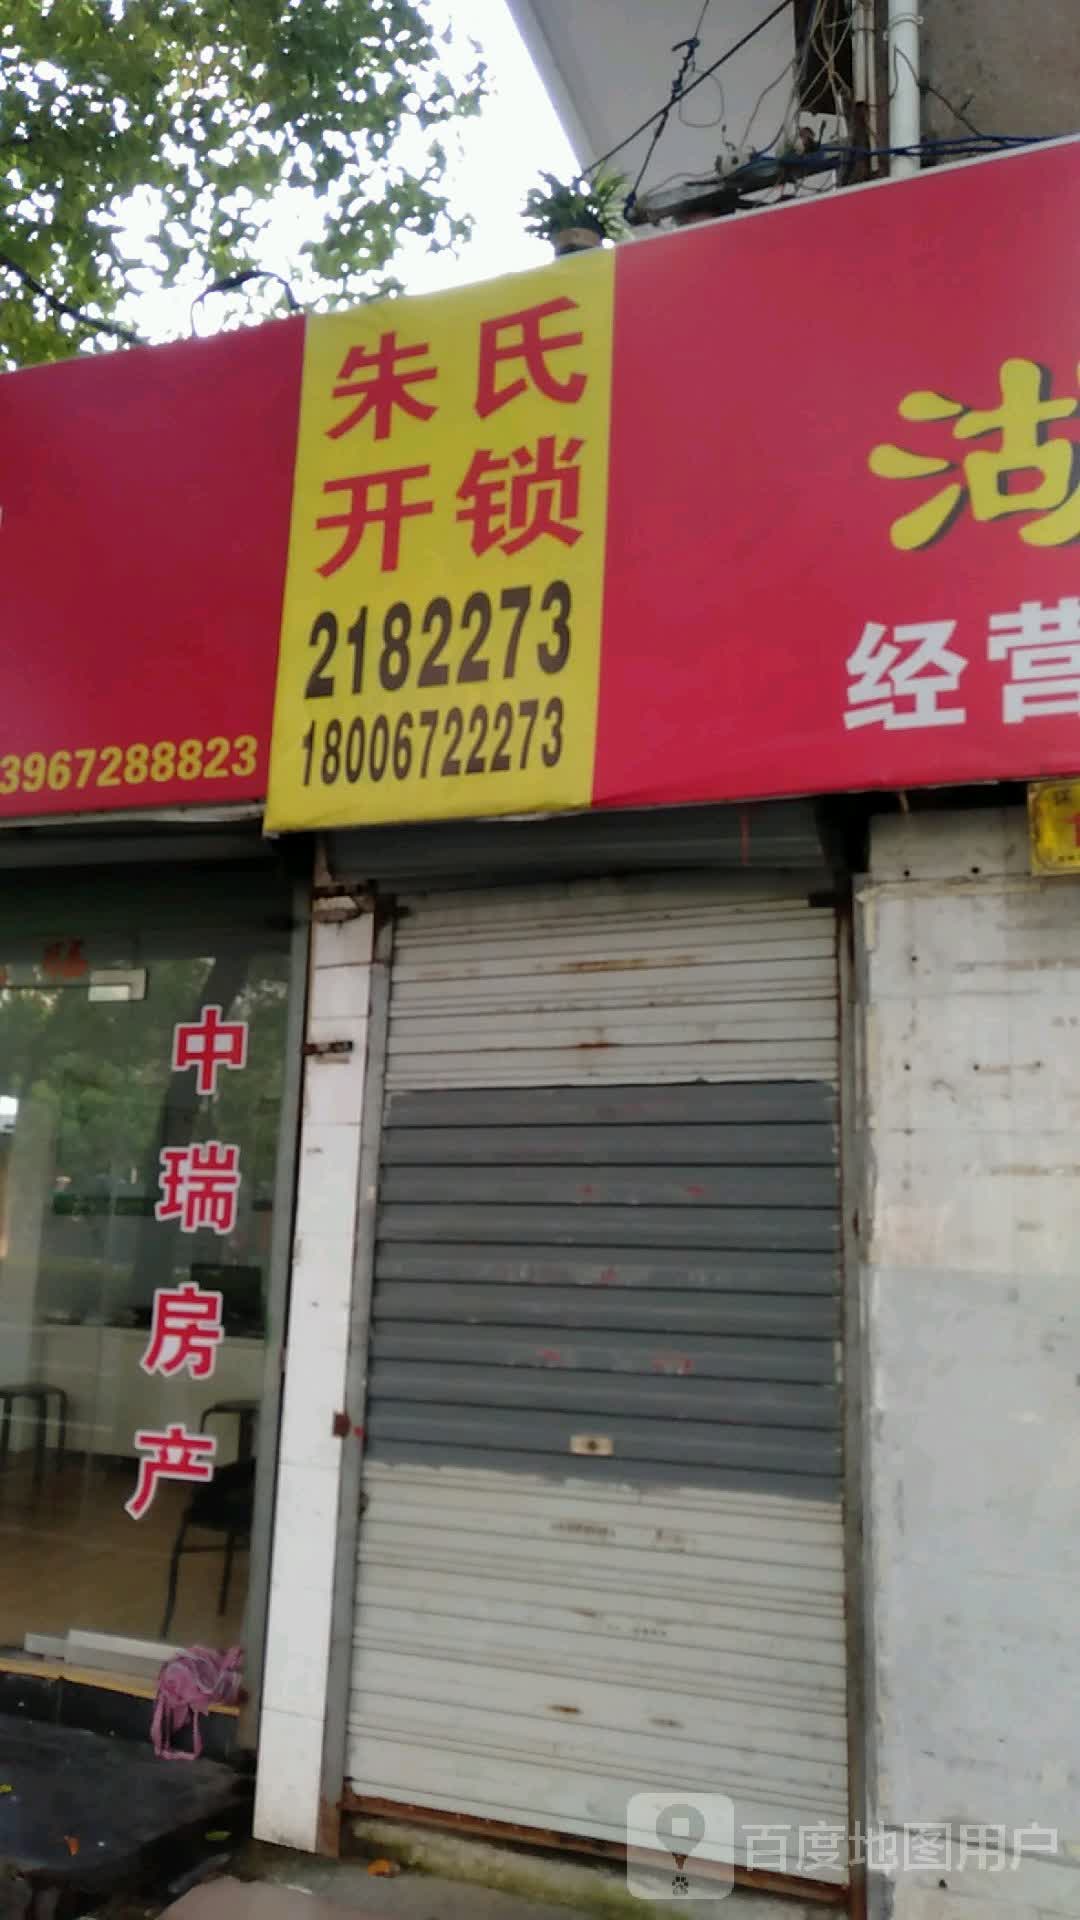 朱氏
开锁
2182273
18006722273
3967288823
经营
中瑞房产
福
百度地图用户